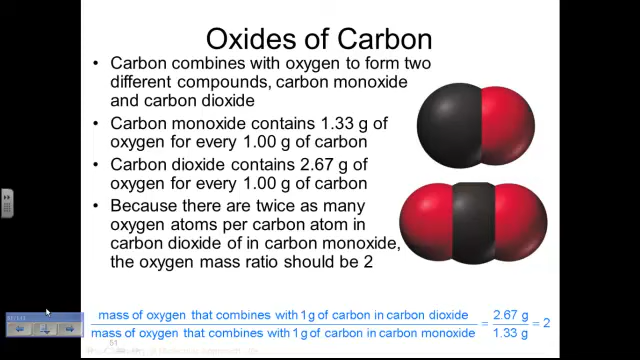 Oxides of Carbon
• Carbon combines with oxygen to form two
different compounds, carbon monoxide
and carbon dioxide
• Carbon monoxide contains 1.33 g of
oxygen for every 1.00 g of carbon
• Carbon dioxide contains 2.67 g of
oxygen for every 1.00 g of carbon
• Because there are twice as many
oxygen atoms per carbon atom in
carbon dioxide of in carbon monoxide,
the oxygen mass ratio should be 2
mass of oxygen that combines with 1 g of carbon in carbon dioxide
mass of oxygen that combines with 1 g of carbon in carbon monoxide
=
2.67 g
1.33 g
= 2
51